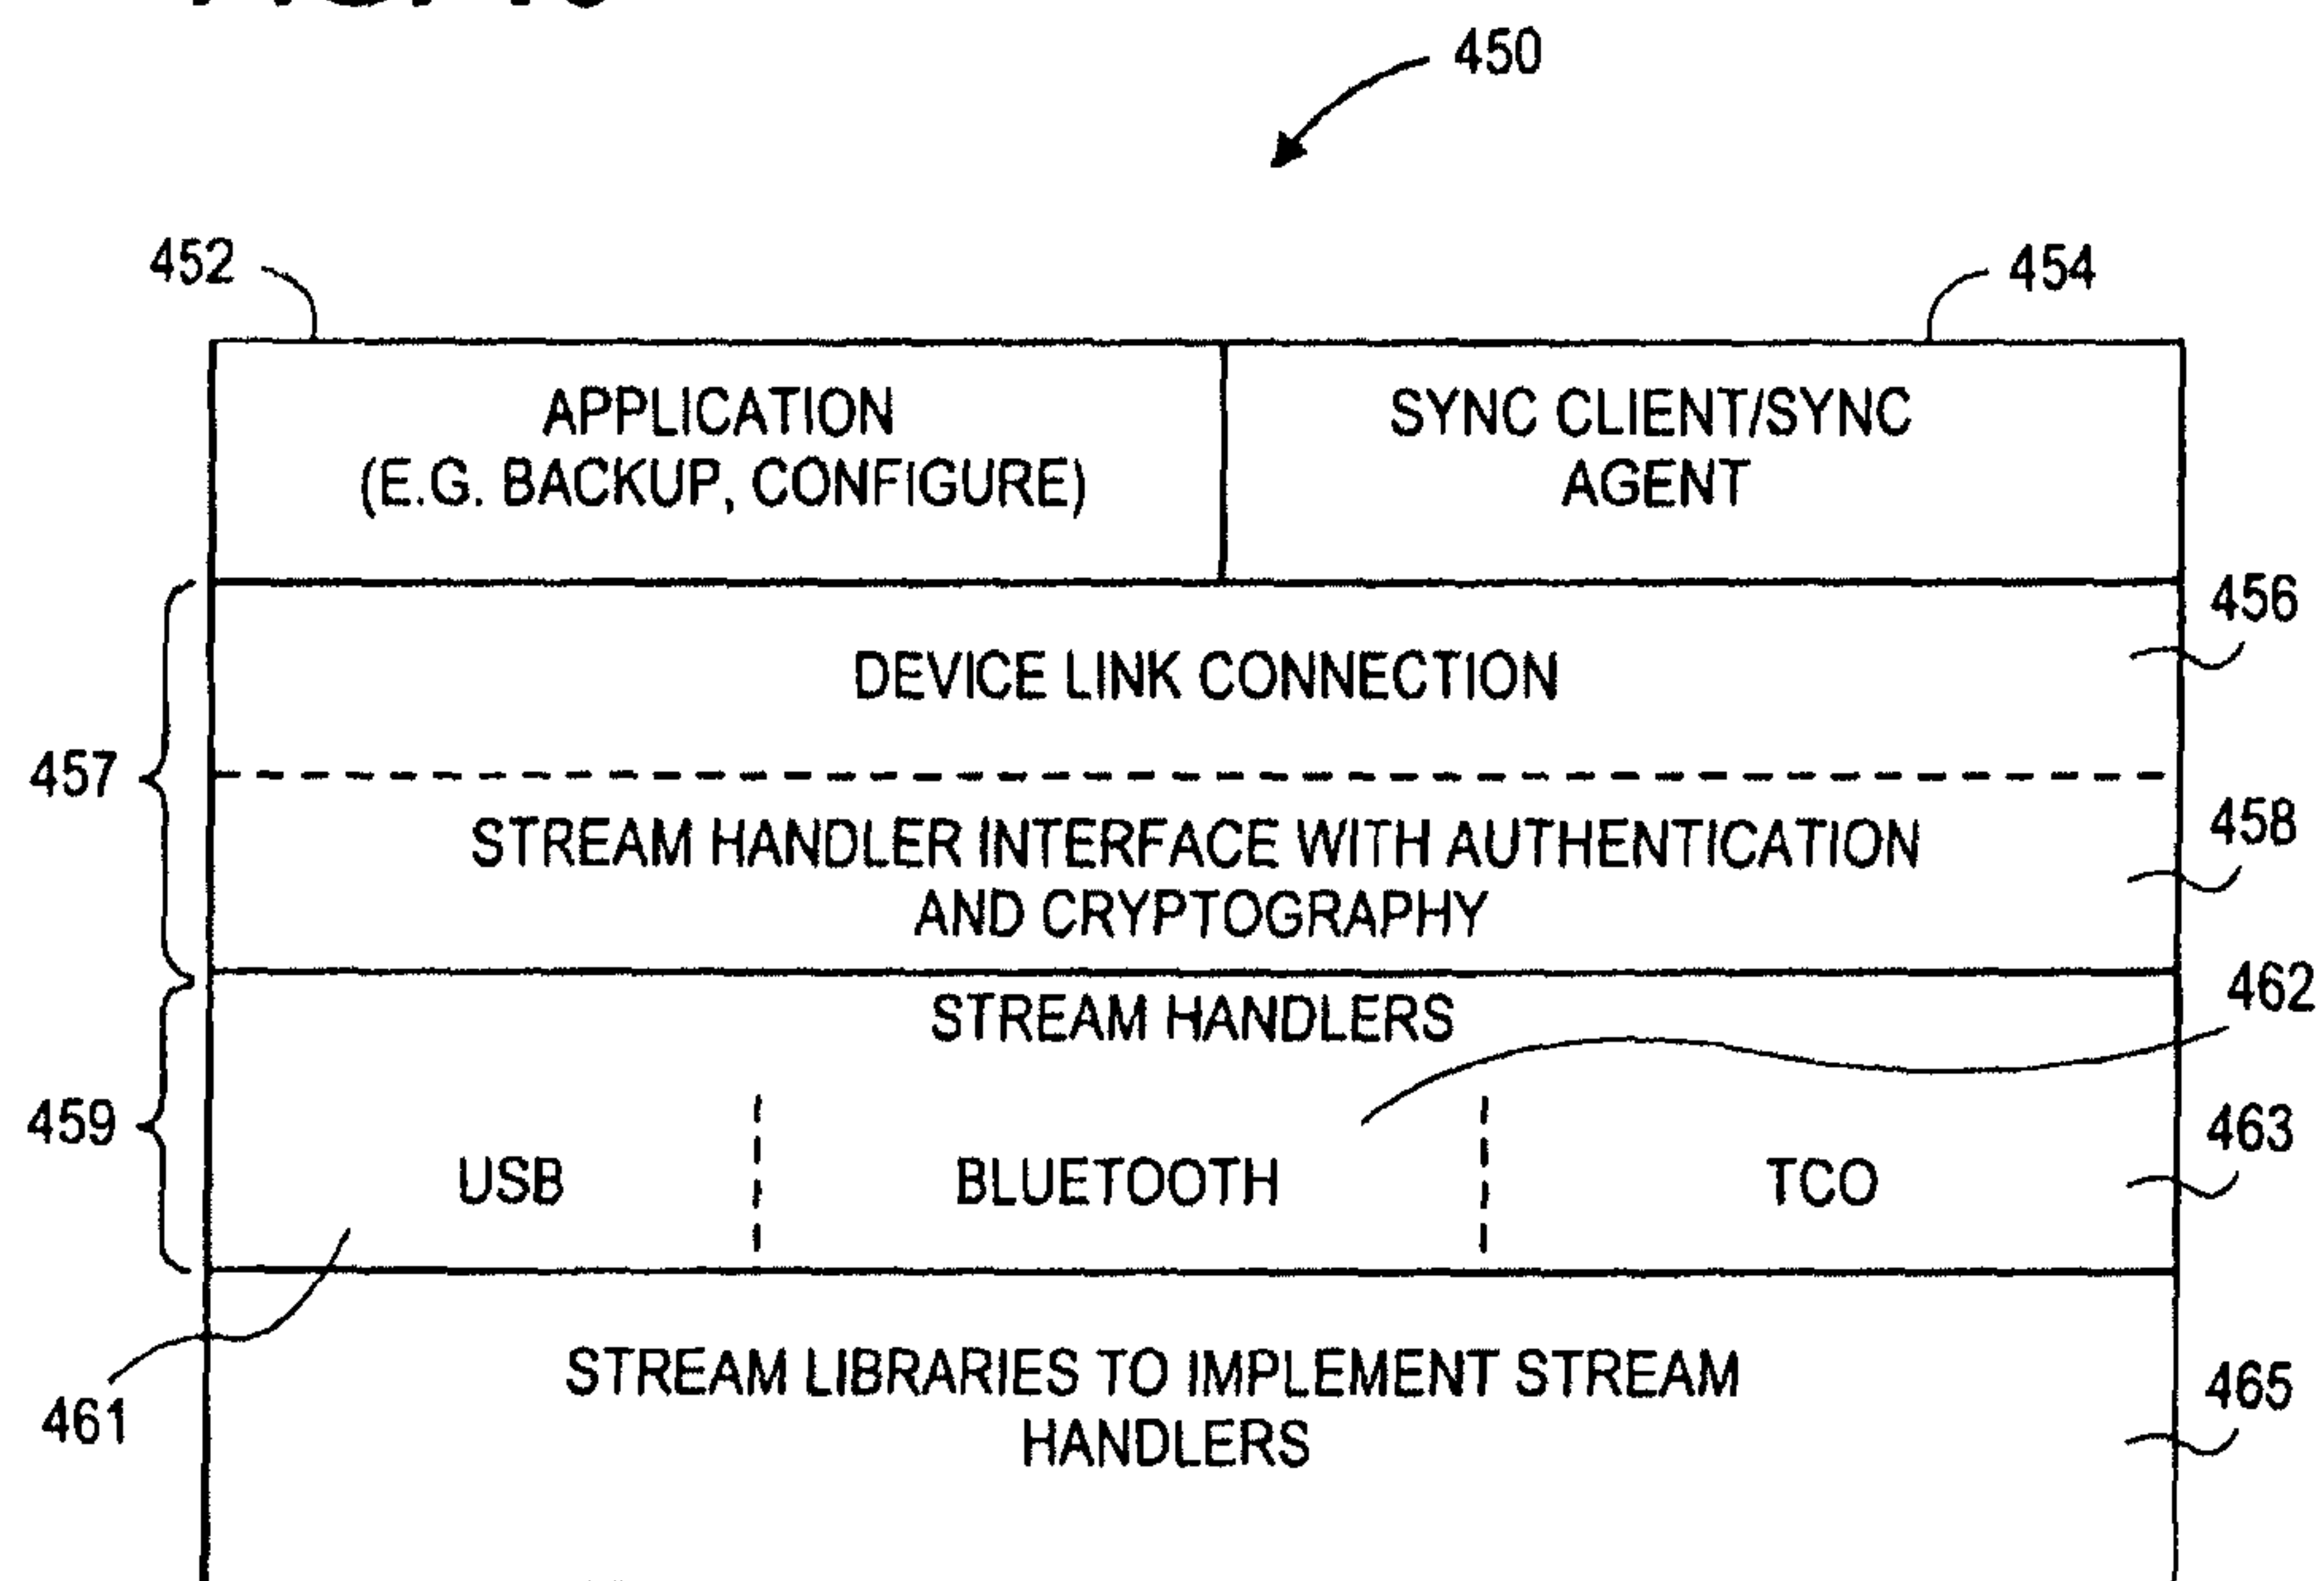 450
452
454
APPLICATION
(E.G. BACKUP, CONFIGURE)
SYNC CLIENT/SYNC
AGENT
456
DEVICE LINK CONNECTION
457
458
STREAM HANDLER INTERFACE WITH AUTHENTICATION
AND CRYPTOGRAPHY
462
STREAM HANDLERS
459
463
USB
BLUETOOTH
TCO
461
STREAM LIBRARIES TO IMPLEMENT STREAM
HANDLERS
465